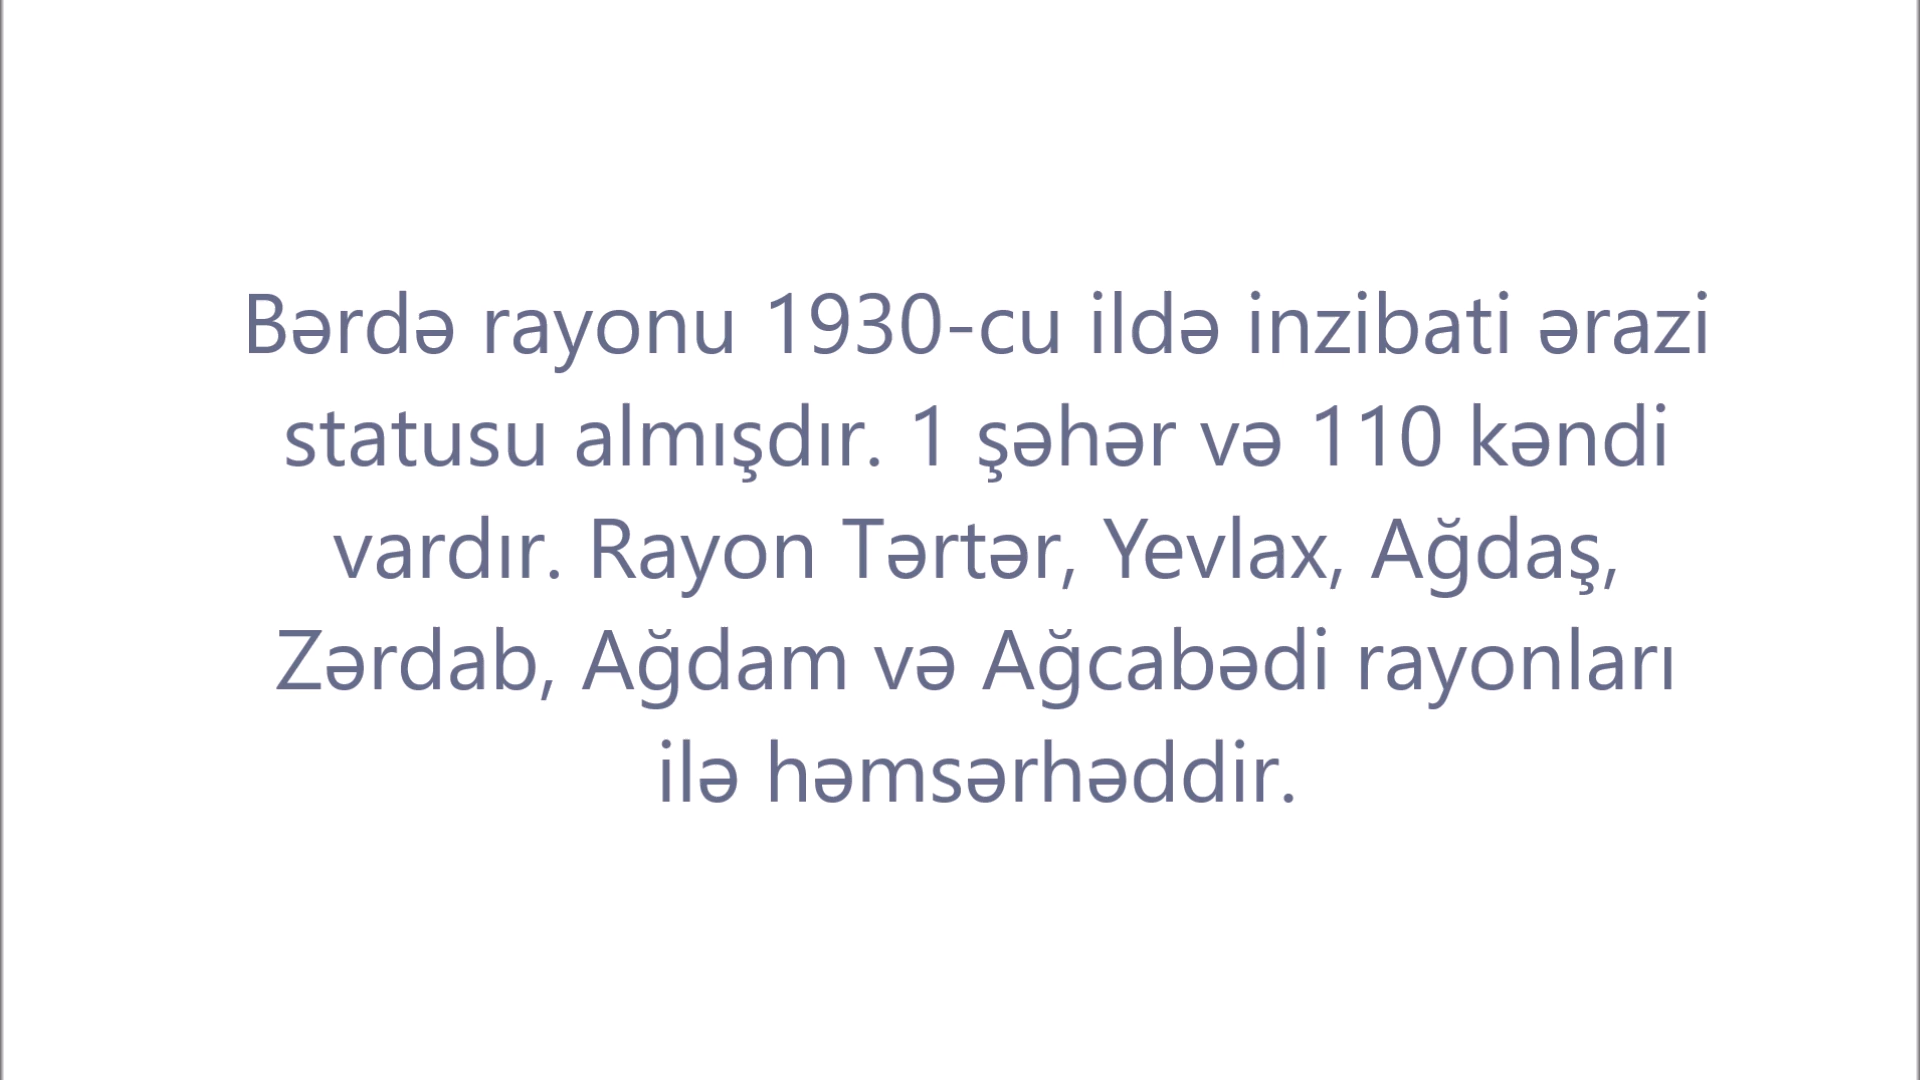 Bərdə rayonu 1930-cu ildə inzibati ərazi
statusu almışdır. 1 şəhər və 110 kəndi
vardır. Rayon Tərtər, Yevlax, Ağdaş,
Zərdab, Ağdam və Ağcabədi rayonları
ilə həmsərhəddir.